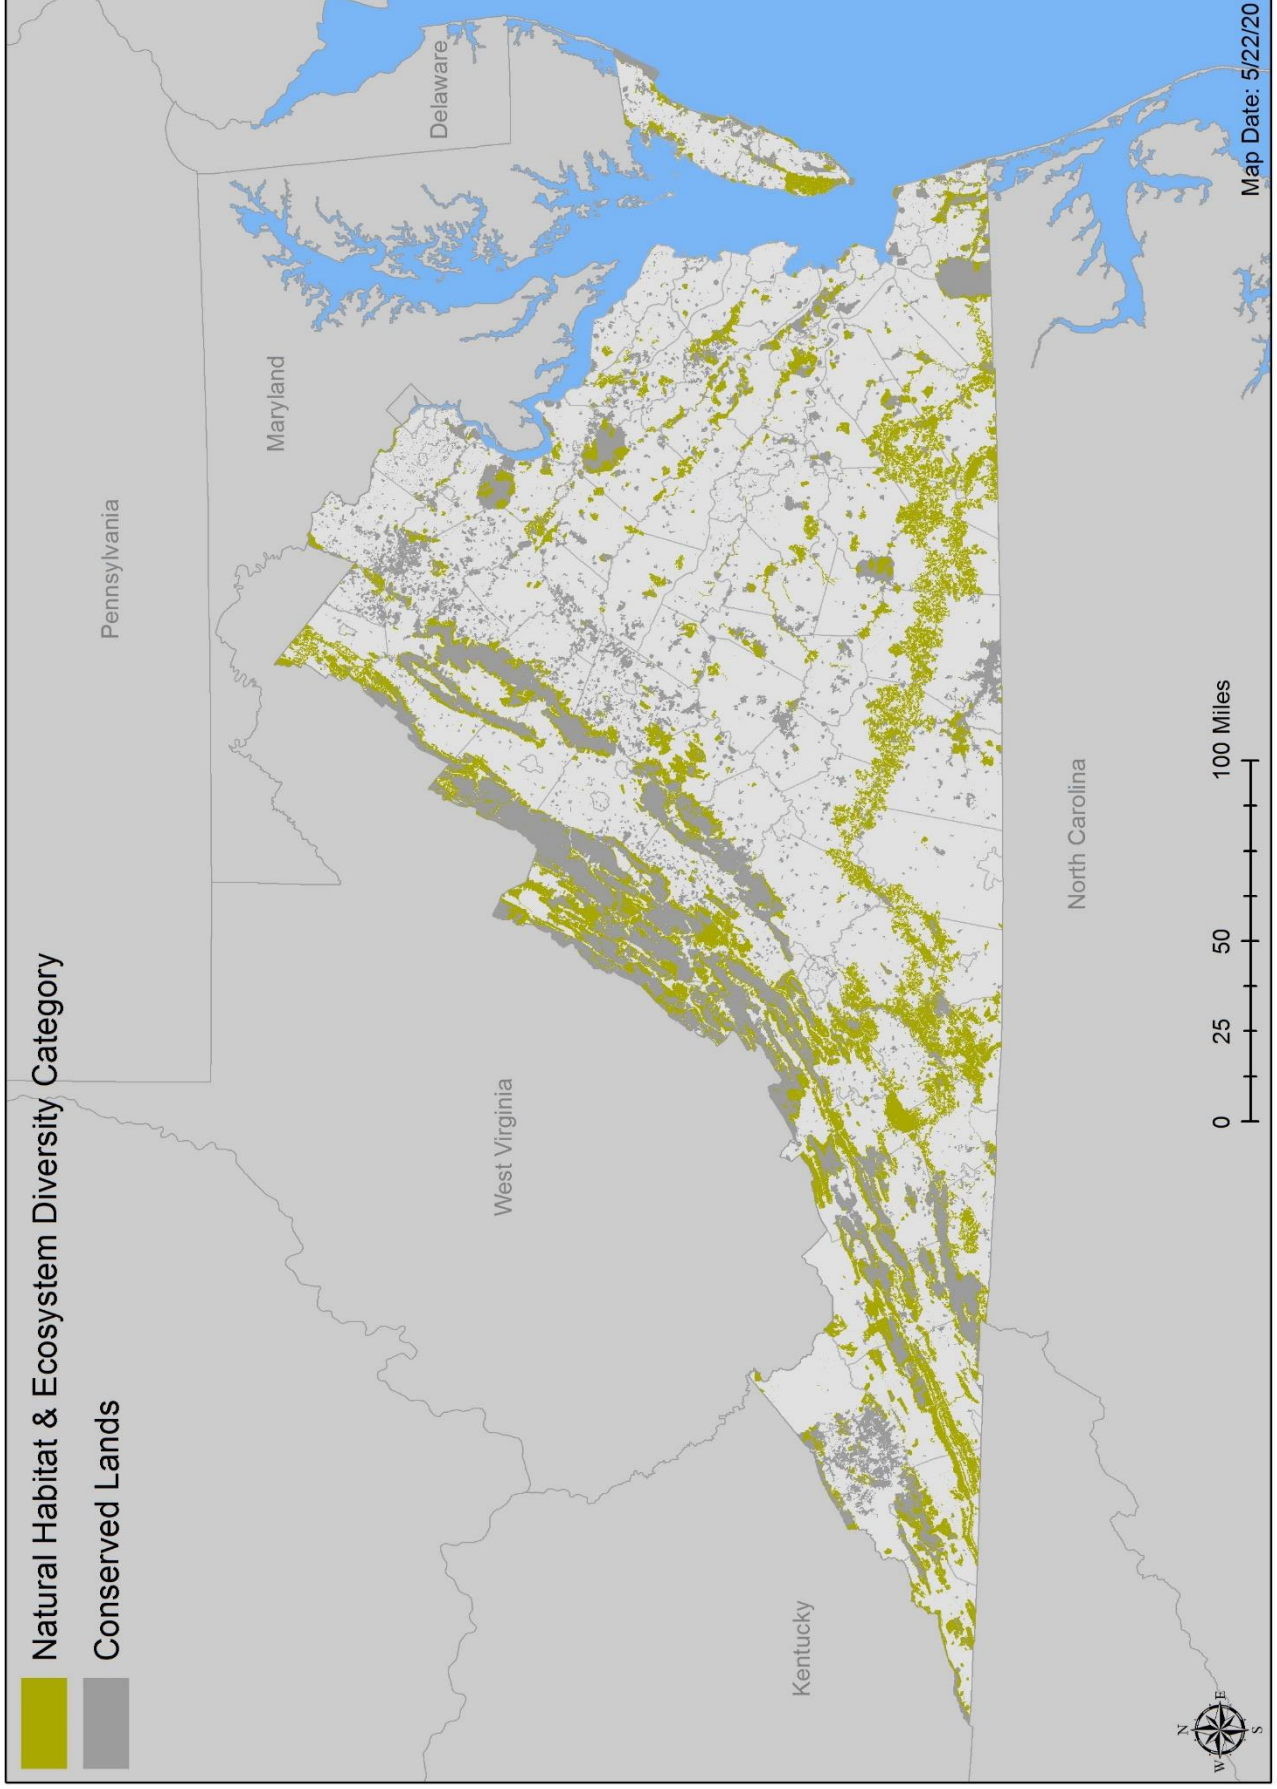 Natural Habitat & Ecosystem Diversity Category
Conserved Lands
Pennsylvania
Maryland
Delaware
West Virginia
Kentucky
North Carolina
0 25 50 100 Miles
N
W E
S
Map Date: 5/22/20